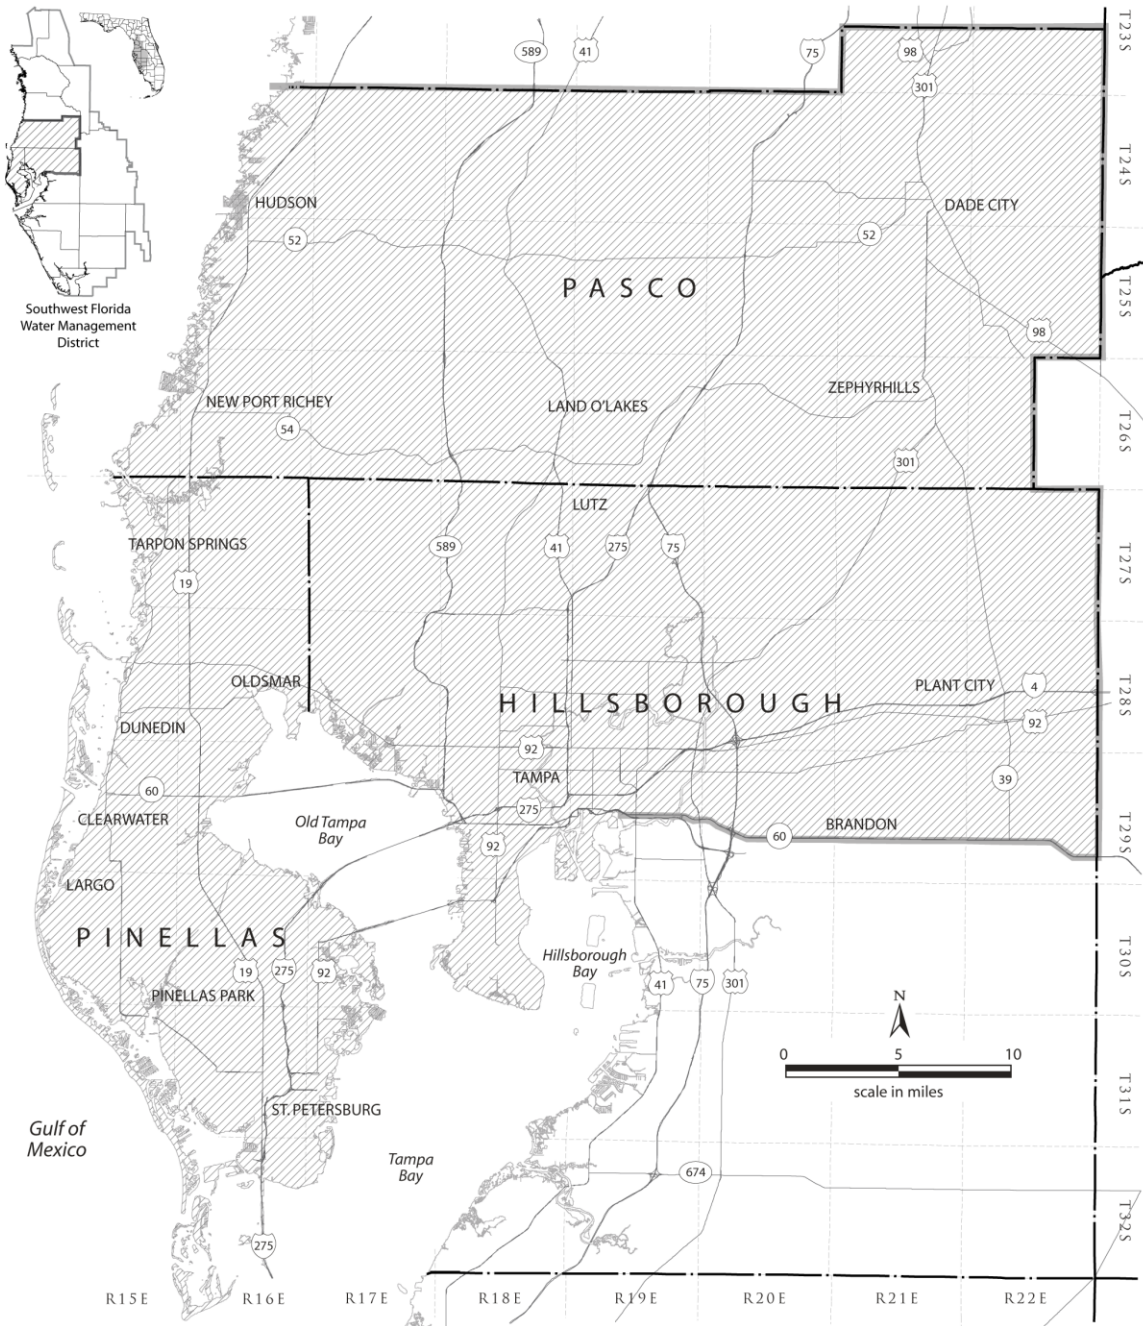 589
41
75
98
301
T23S
T24S
HUDSON
DADE CITY
52
52
PASCO
T25S
Southwest Florida
Water Management
District
98
ZEPHYRHILLS
NEW PORT RICHEY
LAND O'LAKES
54
T26S
301
LUTZ
TARPON SPRINGS
589
41
275
75
T27S
19
OLDSMAR
PLANT CITY
4
T28S
HILLSBOROUGH
DUNEDIN
92
92
TAMPA
39
60
275
CLEARWATER
Old Tampa
Bay
92
60
BRANDON
T29S
LARGO
PINELLAS
Hillsborough
Bay
T30S
19
275
92
41
75
301
PINELLAS PARK
N
0
5
10
scale in miles
T31S
ST. PETERSBURG
Gulf of
Mexico
Tampa
Bay
674
T32S
275
R15E
R16E
R17E
R18E
R19E
R20E
R21E
R22E